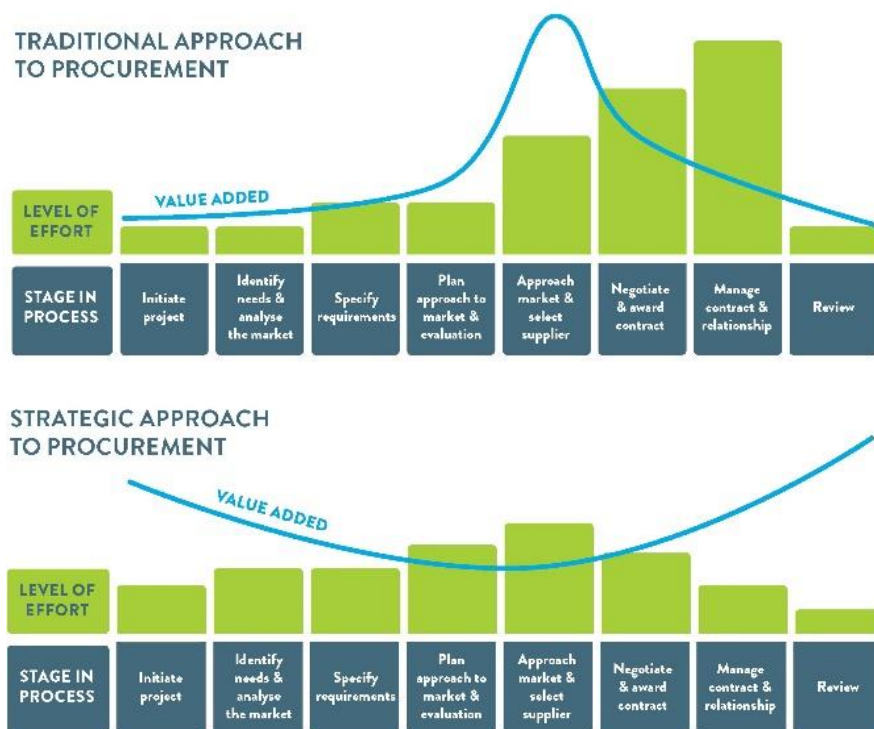 TRADITIONAL APPROACH
TO PROCUREMENT
VALUE ADDED
LEVEL OF
EFFORT
STAGE IN
PROCESS
Initiate
project
Identify
needs &
analyse
the market
Specify
requirements
Plan
approach to
market &
evaluation
Approach
market &
select
supplier
Negotiate
& award
contract
Manage
contract &
relationship
Review
STRATEGIC APPROACH
TO PROCUREMENT
VALUE ADDED
LEVEL OF
EFFORT
STAGE IN
PROCESS
Initiate
project
Identify
needs &
analyse
the market
Specify
requirements
Plan
approach to
market &
evaluation
Approach
market &
select
supplier
Negotiate
& award
contract
Manage
contract &
relationship
Review